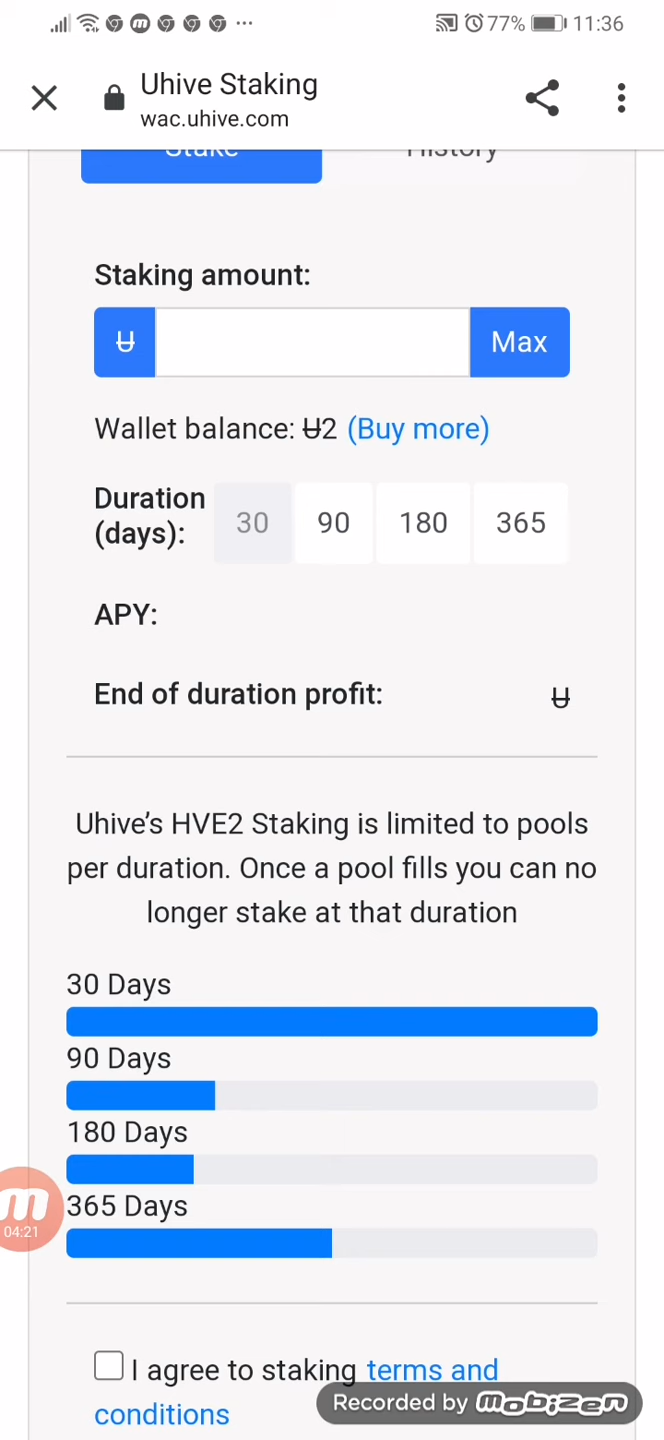 77% 11:36
Uhive Staking
wac.uhive.com
Stake History
Staking amount:
Ʉ Max
Wallet balance: Ʉ2 (Buy more)
Duration
(days): 30 90 180 365
APY:
End of duration profit: Ʉ
Uhive’s HVE2 Staking is limited to pools
per duration. Once a pool fills you can no
longer stake at that duration
30 Days
90 Days
180 Days
365 Days
m
04:21
I agree to staking terms and
conditions
Recorded by mobizen